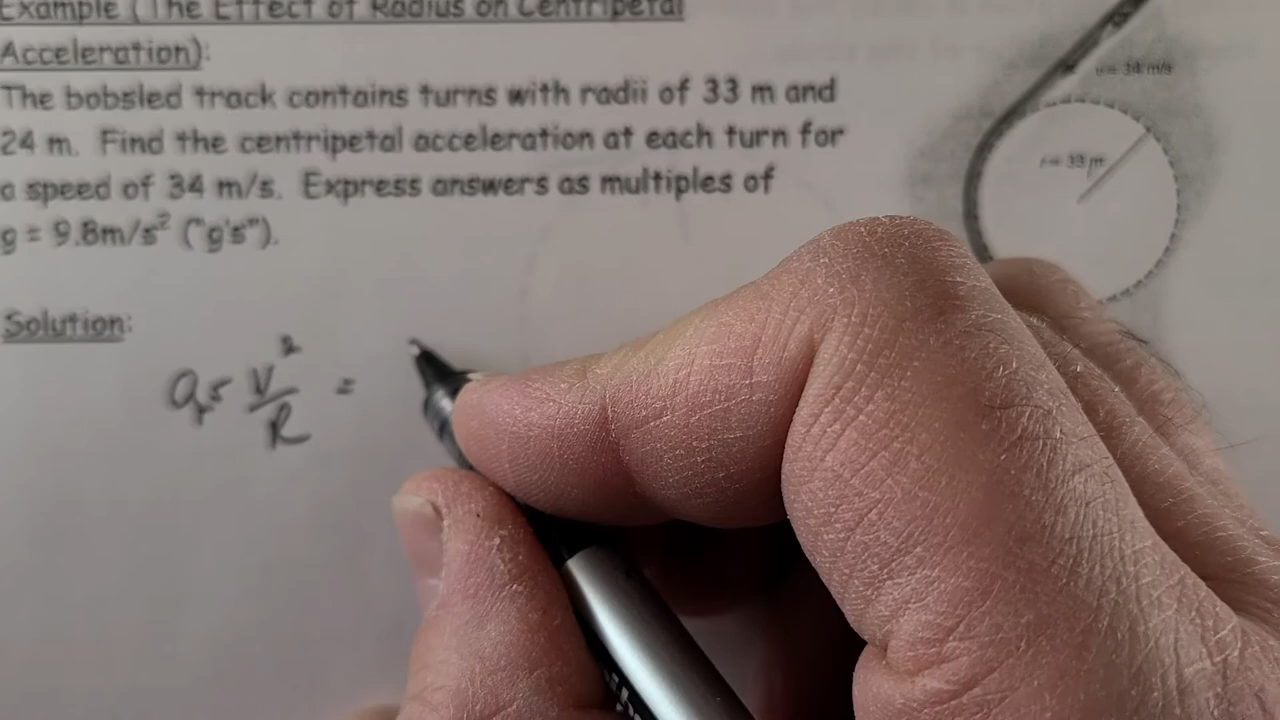 Example (The Effect of Radius on Centripetal
Acceleration):
The bobsled track contains turns with radii of 33 m and
24 m. Find the centripetal acceleration at each turn for
a speed of 34 m/s. Express answers as multiples of
g = 9.8m/s² ("g's").
v = 34 m/s
r = 33 m
Solution:
a_c = v²/R =